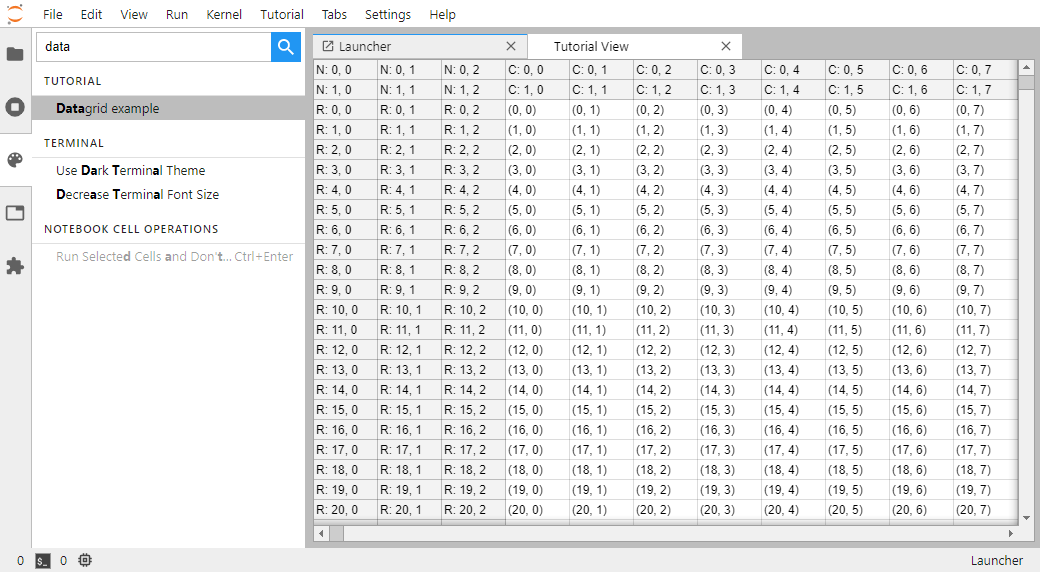 File Edit View Run Kernel Tutorial Tabs Settings Help
data
TUTORIAL
Datagrid example
TERMINAL
Use Dark Terminal Theme
Decrease Terminal Font Size
NOTEBOOK CELL OPERATIONS
Run Selected Cells and Don't... Ctrl+Enter
Launcher Tutorial View
N: 0, 0 N: 0, 1 N: 0, 2 C: 0, 0 C: 0, 1 C: 0, 2 C: 0, 3 C: 0, 4 C: 0, 5 C: 0, 6 C: 0, 7
N: 1, 0 N: 1, 1 N: 1, 2 C: 1, 0 C: 1, 1 C: 1, 2 C: 1, 3 C: 1, 4 C: 1, 5 C: 1, 6 C: 1, 7
R: 0, 0 R: 0, 1 R: 0, 2 (0, 0) (0, 1) (0, 2) (0, 3) (0, 4) (0, 5) (0, 6) (0, 7)
R: 1, 0 R: 1, 1 R: 1, 2 (1, 0) (1, 1) (1, 2) (1, 3) (1, 4) (1, 5) (1, 6) (1, 7)
R: 2, 0 R: 2, 1 R: 2, 2 (2, 0) (2, 1) (2, 2) (2, 3) (2, 4) (2, 5) (2, 6) (2, 7)
R: 3, 0 R: 3, 1 R: 3, 2 (3, 0) (3, 1) (3, 2) (3, 3) (3, 4) (3, 5) (3, 6) (3, 7)
R: 4, 0 R: 4, 1 R: 4, 2 (4, 0) (4, 1) (4, 2) (4, 3) (4, 4) (4, 5) (4, 6) (4, 7)
R: 5, 0 R: 5, 1 R: 5, 2 (5, 0) (5, 1) (5, 2) (5, 3) (5, 4) (5, 5) (5, 6) (5, 7)
R: 6, 0 R: 6, 1 R: 6, 2 (6, 0) (6, 1) (6, 2) (6, 3) (6, 4) (6, 5) (6, 6) (6, 7)
R: 7, 0 R: 7, 1 R: 7, 2 (7, 0) (7, 1) (7, 2) (7, 3) (7, 4) (7, 5) (7, 6) (7, 7)
R: 8, 0 R: 8, 1 R: 8, 2 (8, 0) (8, 1) (8, 2) (8, 3) (8, 4) (8, 5) (8, 6) (8, 7)
R: 9, 0 R: 9, 1 R: 9, 2 (9, 0) (9, 1) (9, 2) (9, 3) (9, 4) (9, 5) (9, 6) (9, 7)
R: 10, 0 R: 10, 1 R: 10, 2 (10, 0) (10, 1) (10, 2) (10, 3) (10, 4) (10, 5) (10, 6) (10, 7)
R: 11, 0 R: 11, 1 R: 11, 2 (11, 0) (11, 1) (11, 2) (11, 3) (11, 4) (11, 5) (11, 6) (11, 7)
R: 12, 0 R: 12, 1 R: 12, 2 (12, 0) (12, 1) (12, 2) (12, 3) (12, 4) (12, 5) (12, 6) (12, 7)
R: 13, 0 R: 13, 1 R: 13, 2 (13, 0) (13, 1) (13, 2) (13, 3) (13, 4) (13, 5) (13, 6) (13, 7)
R: 14, 0 R: 14, 1 R: 14, 2 (14, 0) (14, 1) (14, 2) (14, 3) (14, 4) (14, 5) (14, 6) (14, 7)
R: 15, 0 R: 15, 1 R: 15, 2 (15, 0) (15, 1) (15, 2) (15, 3) (15, 4) (15, 5) (15, 6) (15, 7)
R: 16, 0 R: 16, 1 R: 16, 2 (16, 0) (16, 1) (16, 2) (16, 3) (16, 4) (16, 5) (16, 6) (16, 7)
R: 17, 0 R: 17, 1 R: 17, 2 (17, 0) (17, 1) (17, 2) (17, 3) (17, 4) (17, 5) (17, 6) (17, 7)
R: 18, 0 R: 18, 1 R: 18, 2 (18, 0) (18, 1) (18, 2) (18, 3) (18, 4) (18, 5) (18, 6) (18, 7)
R: 19, 0 R: 19, 1 R: 19, 2 (19, 0) (19, 1) (19, 2) (19, 3) (19, 4) (19, 5) (19, 6) (19, 7)
R: 20, 0 R: 20, 1 R: 20, 2 (20, 0) (20, 1) (20, 2) (20, 3) (20, 4) (20, 5) (20, 6) (20, 7)
0 $_ 0 Launcher